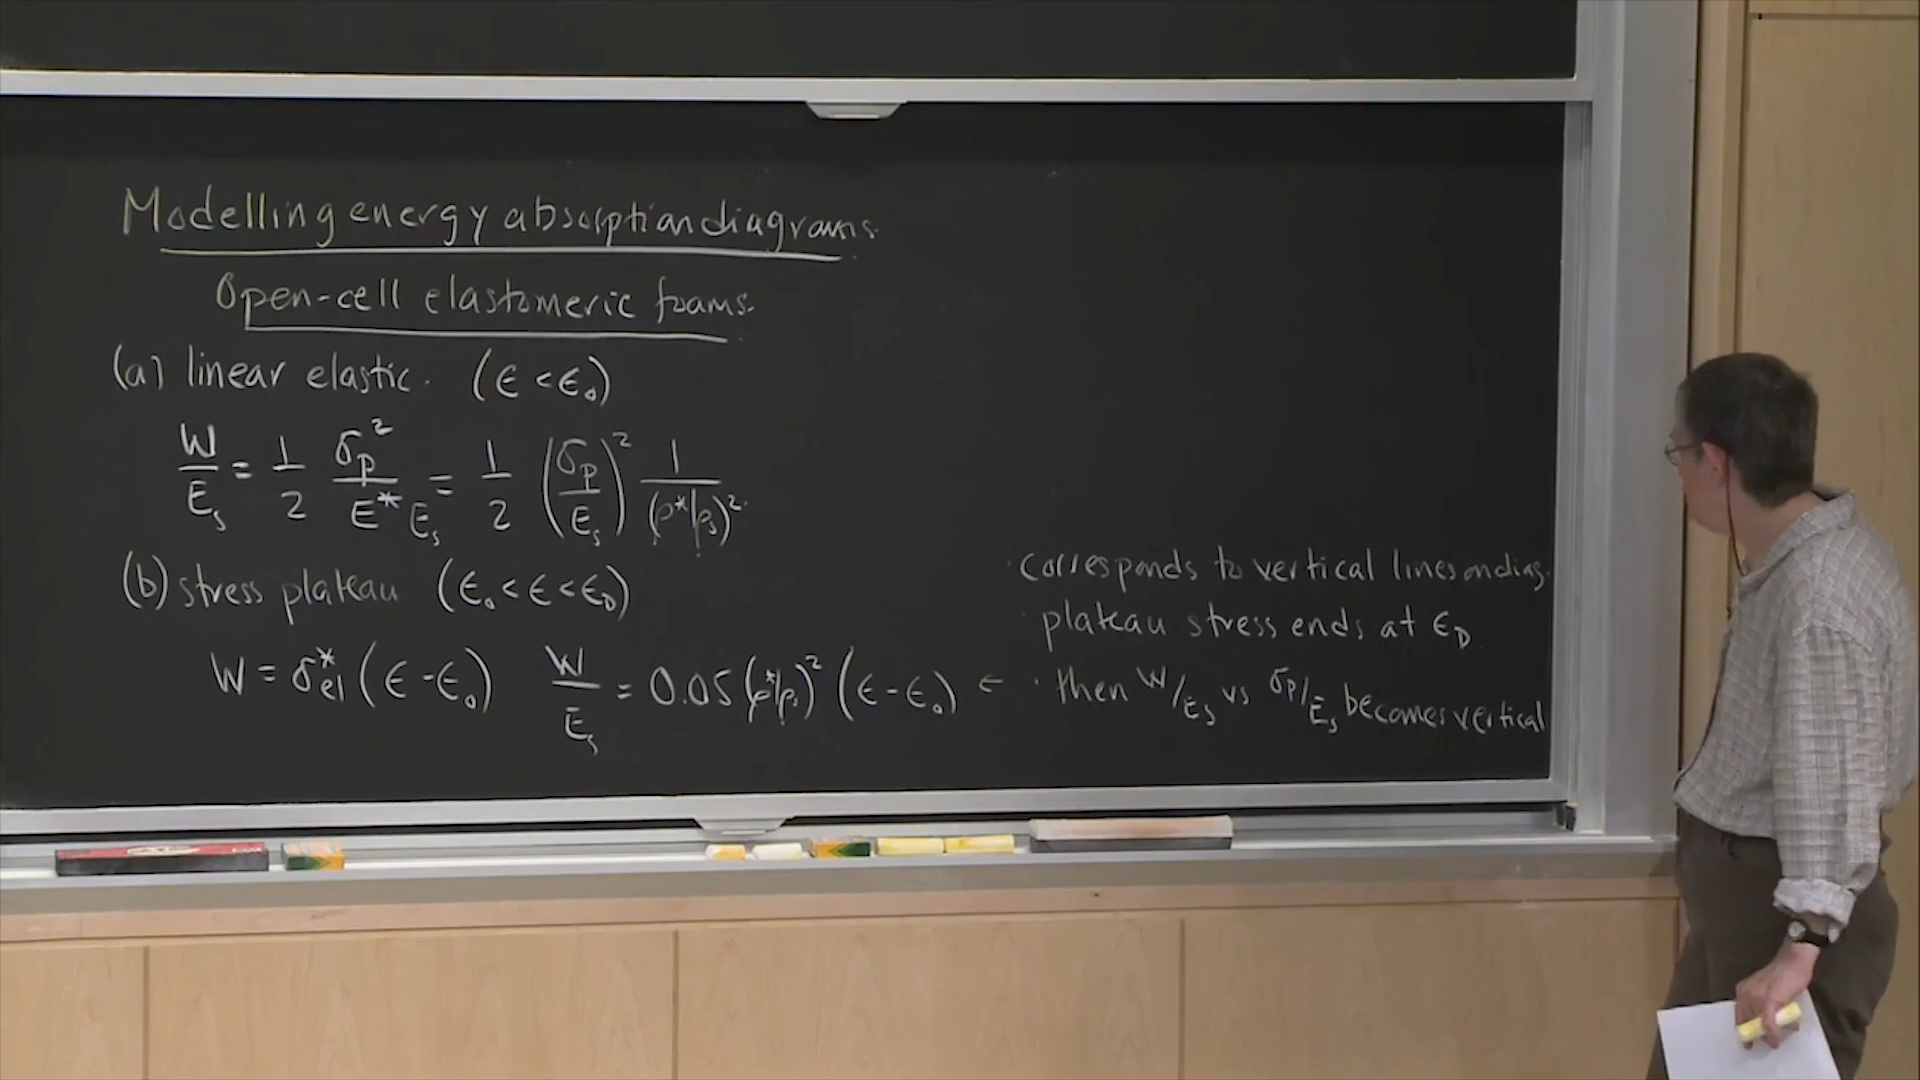 Modelling energy absorption diagrams.
Open-cell elastomeric foams.
(a) linear elastic. (ϵ < ϵ₀)
W/Eₛ = 1/2 σₚ²/(E* Eₛ) = 1/2 (σₚ/Eₛ)² 1/(ρ*/ρₛ)²
(b) stress plateau (ϵ₀ < ϵ < ϵ_D)
W = σ*ₑₗ (ϵ - ϵ₀) W/Eₛ = 0.05 (ρ*/ρₛ)² (ϵ - ϵ₀) ←
· corresponds to vertical lines on diag.
· plateau stress ends at ϵ_D
· then W/Eₛ vs σₚ/Eₛ becomes vertical